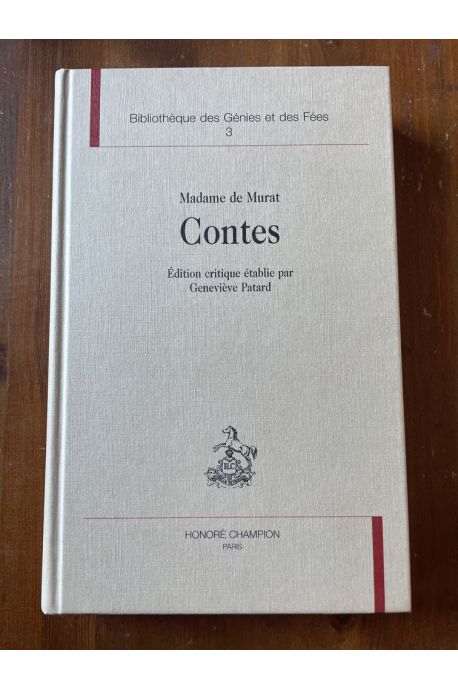 Bibliothèque des Génies et des Fées
3
Madame de Murat
Contes
Édition critique établie par
Geneviève Patard
H.C
HONORÉ CHAMPION
PARIS